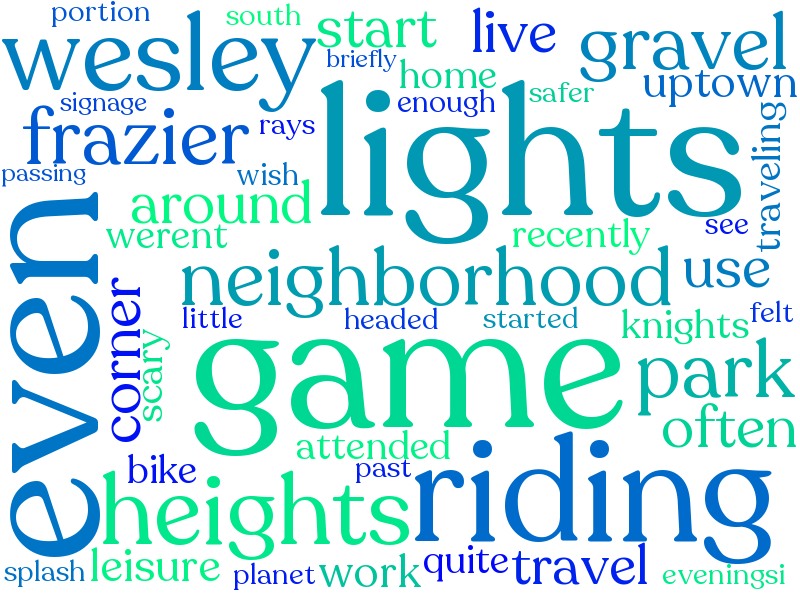 portion
south
start
live
gravel
wesley
briefly
home
uptown
signage
enough
safer
lights
frazier
rays
traveling
passing
wish
around
even
see
werent
recently
neighborhood
use
corner
little
headed
started
knights
felt
scary
game
park
often
attended
bike
past
riding
heights
quite
travel
splash
leisure
planet
work
eveningsi